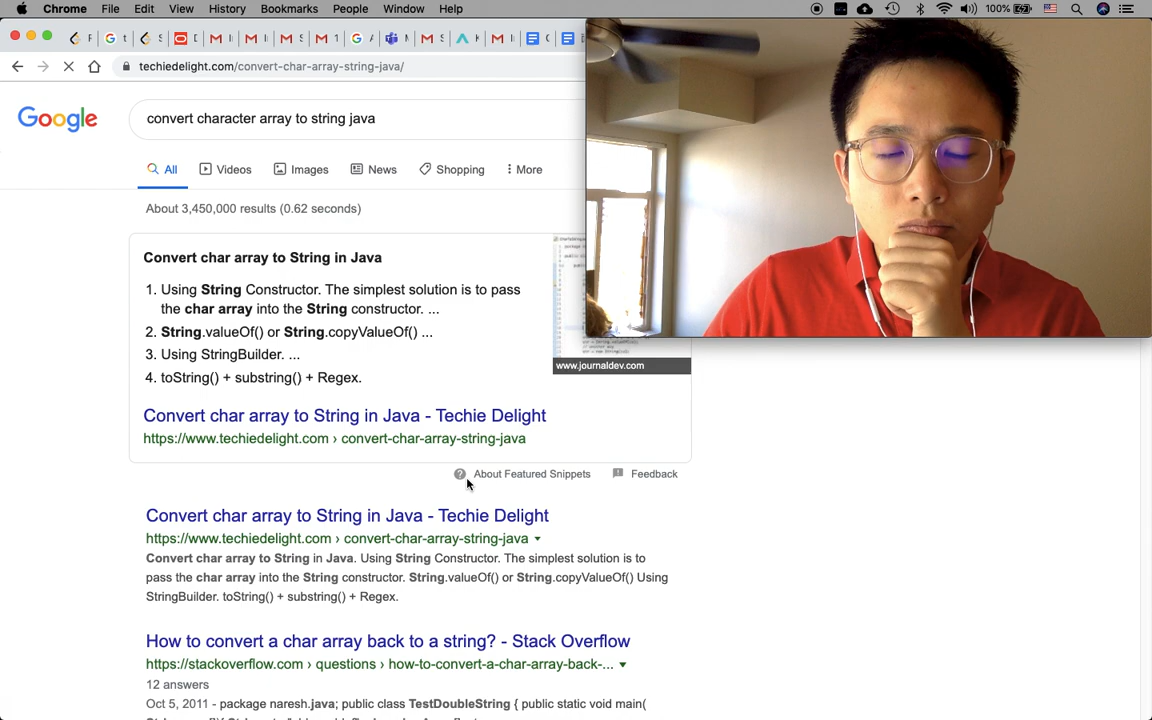 Chrome File Edit View History Bookmarks People Window Help 100%
techiedelight.com/convert-char-array-string-java/
Google
convert character array to string java
All Videos Images News Shopping More
About 3,450,000 results (0.62 seconds)
Convert char array to String in Java
1. Using String Constructor. The simplest solution is to pass
the char array into the String constructor. ...
2. String.valueOf() or String.copyValueOf() ...
3. Using StringBuilder. ...
4. toString() + substring() + Regex.
www.journaldev.com
Convert char array to String in Java - Techie Delight
https://www.techiedelight.com › convert-char-array-string-java
About Featured Snippets Feedback
Convert char array to String in Java - Techie Delight
https://www.techiedelight.com › convert-char-array-string-java
Convert char array to String in Java. Using String Constructor. The simplest solution is to
pass the char array into the String constructor. String.valueOf() or String.copyValueOf() Using
StringBuilder. toString() + substring() + Regex.
How to convert a char array back to a string? - Stack Overflow
https://stackoverflow.com › questions › how-to-convert-a-char-array-back-...
12 answers
Oct 5, 2011 - package naresh.java; public class TestDoubleString { public static void main(